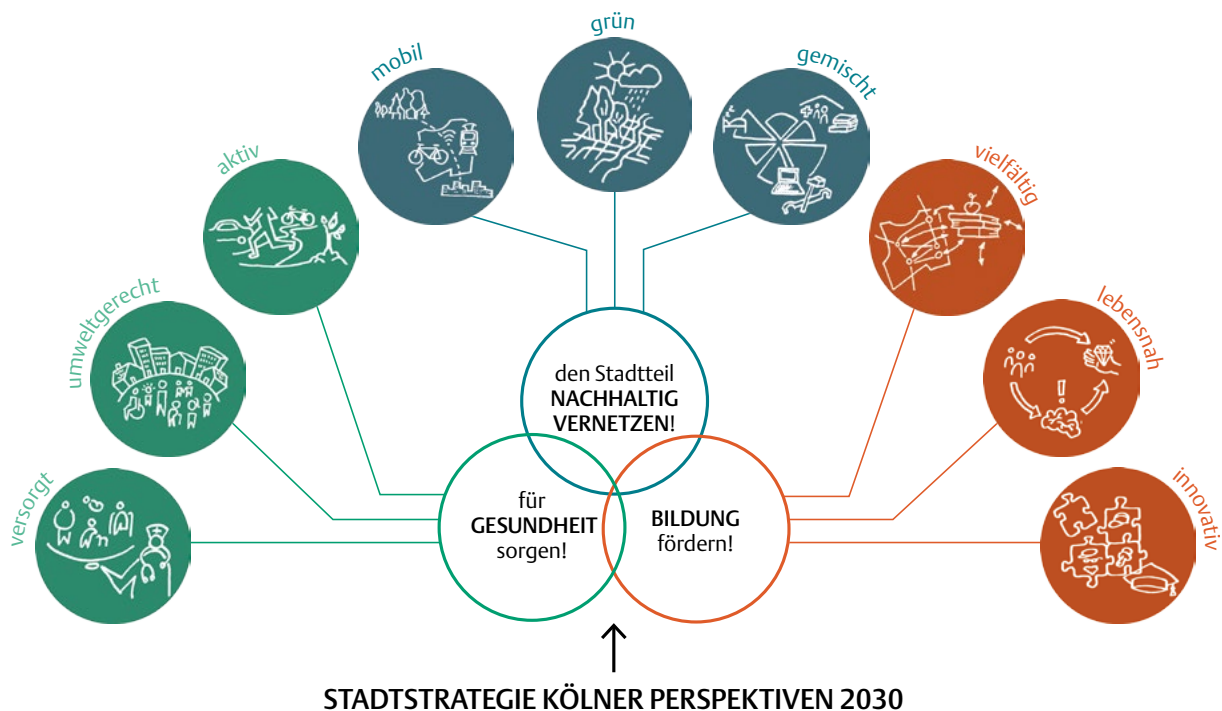 grün
mobil
gemischt
aktiv
vielfältig
umweltgerecht
lebensnah
versorgt
innovativ
den Stadtteil
NACHHALTIG
VERNETZEN!
für
GESUNDHEIT
sorgen!
BILDUNG
fördern!
STADTSTRATEGIE KÖLNER PERSPEKTIVEN 2030